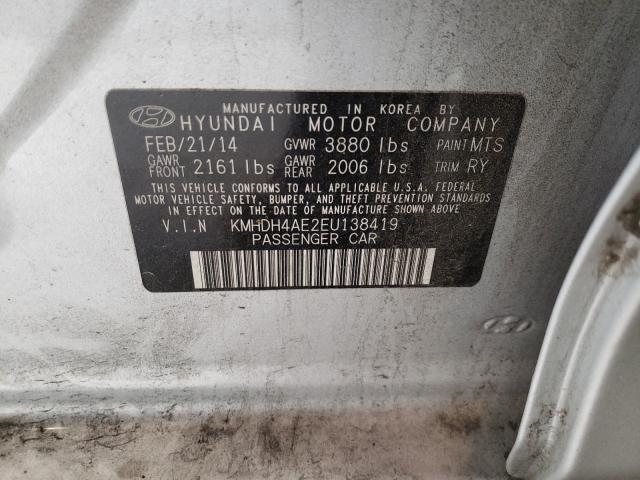 MANUFACTURED IN KOREA BY
HYUNDAI MOTOR COMPANY
FEB/21/14 GVWR 3880 lbs PAINT MTS
GAWR FRONT 2161 lbs GAWR REAR 2006 lbs TRIM RY
THIS VEHICLE CONFORMS TO ALL APPLICABLE U.S.A. FEDERAL
MOTOR VEHICLE SAFETY, BUMPER, AND THEFT PREVENTION STANDARDS
IN EFFECT ON THE DATE OF MANUFACTURE SHOWN ABOVE
V.I.N KMHDH4AE2EU138419
PASSENGER CAR